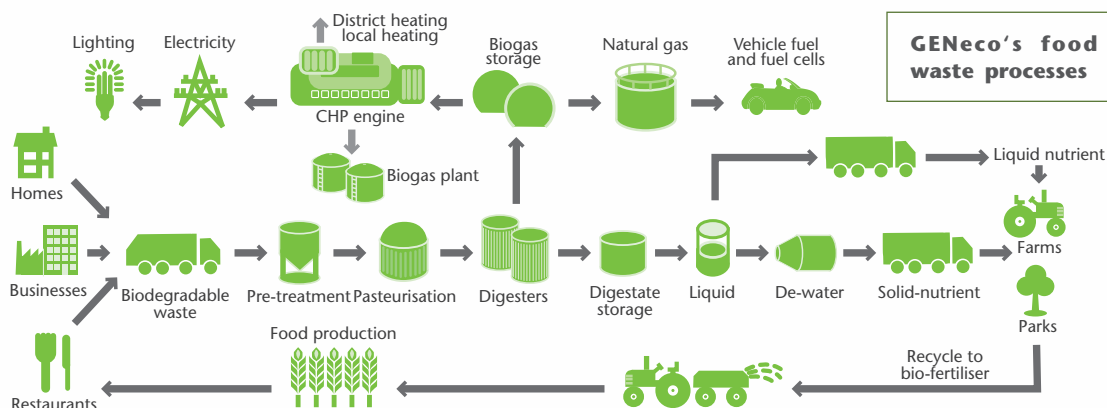 GENeco's food
waste processes
Lighting
Electricity
District heating
local heating
CHP engine
Biogas plant
Biogas
storage
Natural gas
Vehicle fuel
and fuel cells
Liquid nutrient
Homes
Businesses
Restaurants
Biodegradable
waste
Pre-treatment
Pasteurisation
Digesters
Digestate
storage
Liquid
De-water
Solid-nutrient
Farms
Parks
Recycle to
bio-fertiliser
Food production